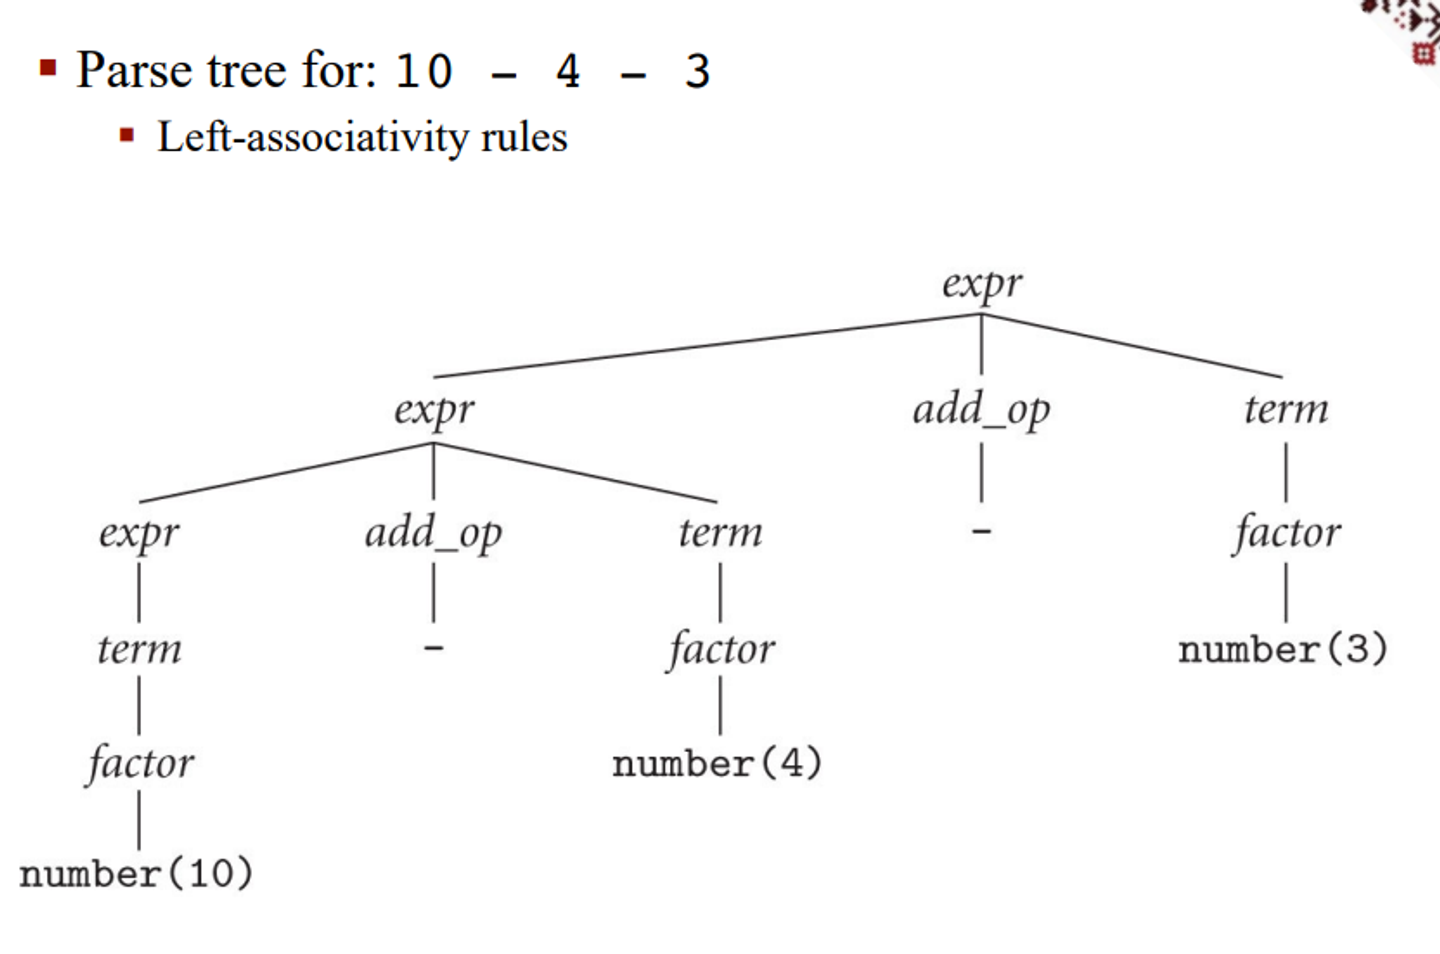 Parse tree for: 10 - 4 - 3
Left-associativity rules
expr
expr add_op term
expr add_op term - factor
term - factor number(3)
factor number(4)
number(10)